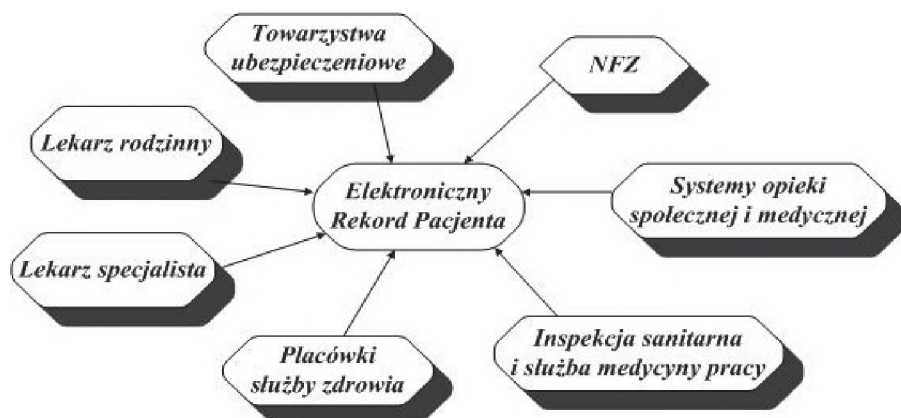 Towarzystwa
ubezpieczeniowe
NFZ
Lekarz rodzinny
Elektroniczny
Rekord Pacjenta
Systemy opieki
społecznej i medycznej
Lekarz specjalista
Placówki
służby zdrowia
Inspekcja sanitarna
i służba medycyny pracy